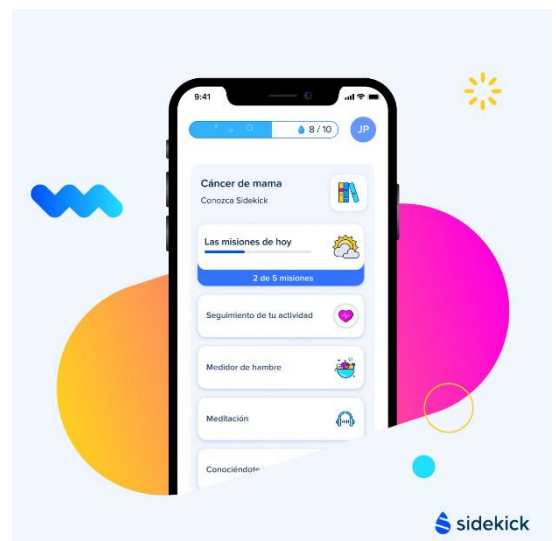 9:41
8 / 10
JP
Cáncer de mama
Conozca Sidekick
Las misiones de hoy
2 de 5 misiones
Seguimiento de tu actividad
Medidor de hambre
Meditación
Conociéndote
sidekick